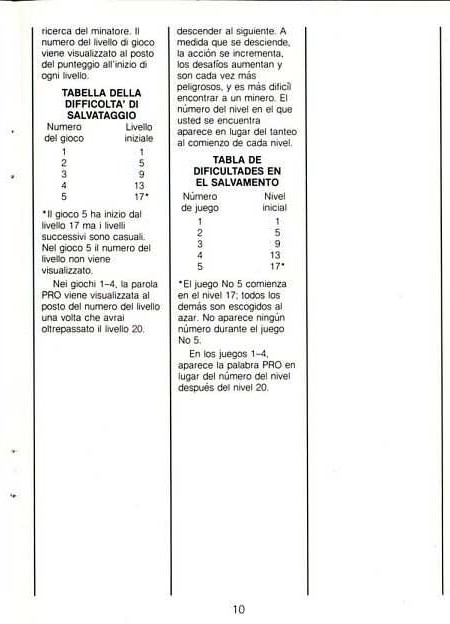 ricerca del minatore. Il
numero del livello di gioco
viene visualizzato al posto
del punteggio all'inizio di
ogni livello.
TABELLA DELLA
DIFFICOLTA' DI
SALVATAGGIO
Numero Livello
del gioco iniziale
1 1
2 5
3 9
4 13
5 17*
*Il gioco 5 ha inizio dal
livello 17 ma i livelli
successivi sono casuali.
Nel gioco 5 il numero del
livello non viene
visualizzato.
Nei giochi 1–4, la parola
PRO viene visualizzata al
posto del numero del livello
una volta che avrai
oltrepassato il livello 20.
descender al siguiente. A
medida que se desciende,
la acción se incrementa,
los desafíos aumentan y
son cada vez más
peligrosos, y es más difícil
encontrar a un minero. El
número del nivel en el que
usted se encuentra
aparece en lugar del tanteo
al comienzo de cada nivel.
TABLA DE
DIFICULTADES EN
EL SALVAMENTO
Número Nivel
de juego inicial
1 1
2 5
3 9
4 13
5 17*
*El juego No 5 comienza
en el nivel 17; todos los
demás son escogidos al
azar. No aparece ningún
número durante el juego
No 5.
En los juegos 1–4,
aparece la palabra PRO en
lugar del número del nivel
después del nivel 20.
10